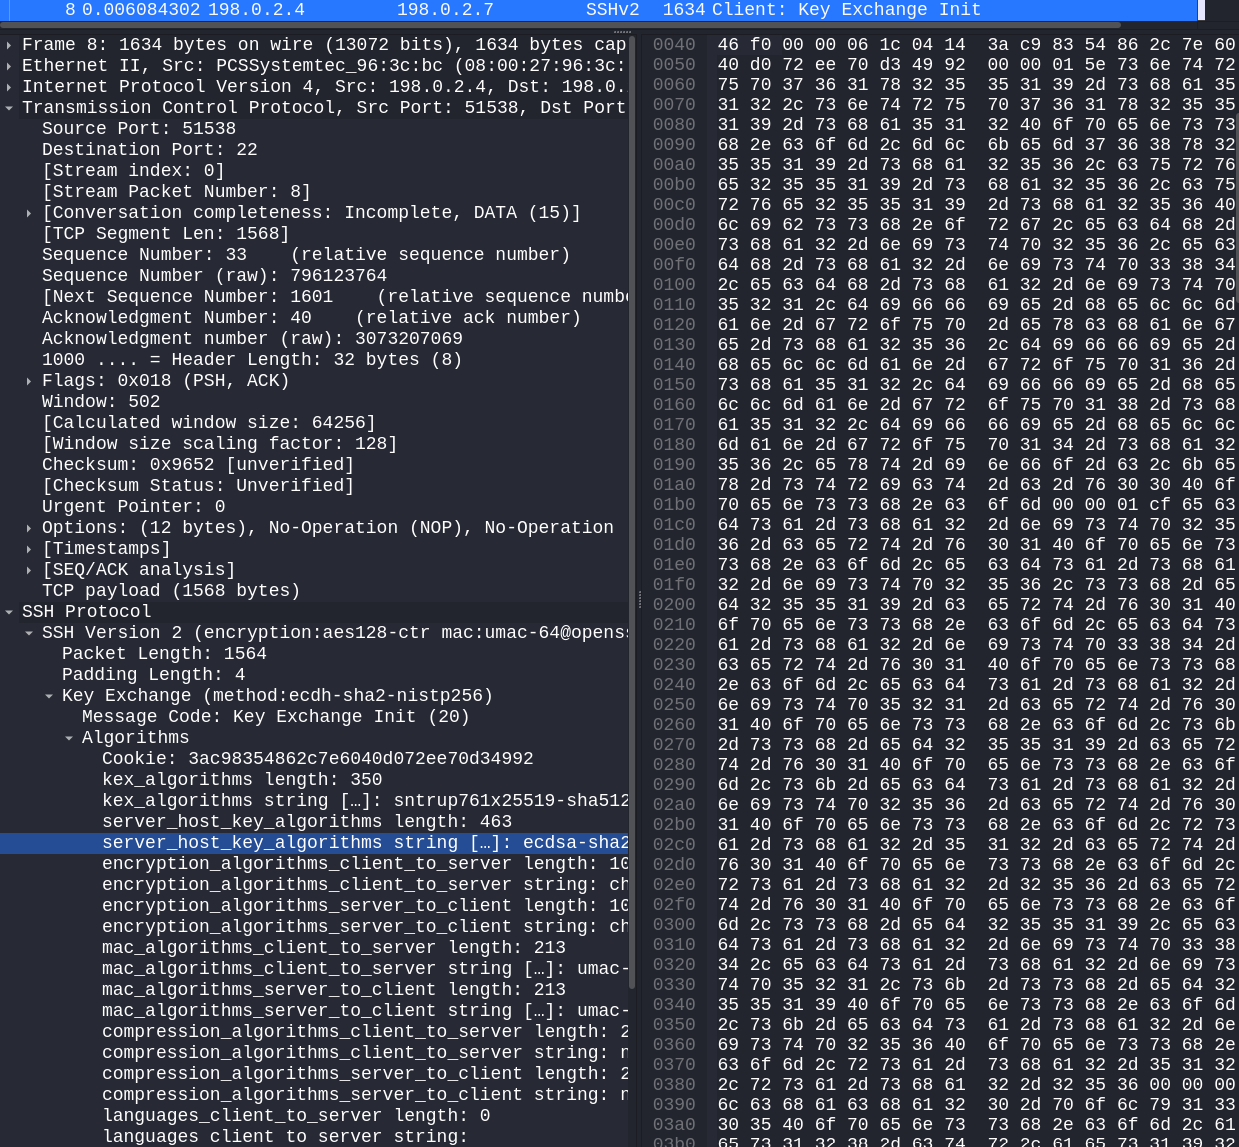 8 0.006084302 198.0.2.4 198.0.2.7 SSHv2 1634 Client: Key Exchange Init
Frame 8: 1634 bytes on wire (13072 bits), 1634 bytes cap
Ethernet II, Src: PCSSystemtec_96:3c:bc (08:00:27:96:3c:
Internet Protocol Version 4, Src: 198.0.2.4, Dst: 198.0.
Transmission Control Protocol, Src Port: 51538, Dst Port
Source Port: 51538
Destination Port: 22
[Stream index: 0]
[Stream Packet Number: 8]
[Conversation completeness: Incomplete, DATA (15)]
[TCP Segment Len: 1568]
Sequence Number: 33    (relative sequence number)
Sequence Number (raw): 796123764
[Next Sequence Number: 1601    (relative sequence numbe
Acknowledgment Number: 40    (relative ack number)
Acknowledgment number (raw): 3073207069
1000 .... = Header Length: 32 bytes (8)
Flags: 0x018 (PSH, ACK)
Window: 502
[Calculated window size: 64256]
[Window size scaling factor: 128]
Checksum: 0x9652 [unverified]
[Checksum Status: Unverified]
Urgent Pointer: 0
Options: (12 bytes), No-Operation (NOP), No-Operation
[Timestamps]
[SEQ/ACK analysis]
TCP payload (1568 bytes)
SSH Protocol
SSH Version 2 (encryption:aes128-ctr mac:umac-64@openss
Packet Length: 1564
Padding Length: 4
Key Exchange (method:ecdh-sha2-nistp256)
Message Code: Key Exchange Init (20)
Algorithms
Cookie: 3ac98354862c7e6040d072ee70d34992
kex_algorithms length: 350
kex_algorithms string […]: sntrup761x25519-sha512
server_host_key_algorithms length: 463
server_host_key_algorithms string […]: ecdsa-sha2
encryption_algorithms_client_to_server length: 10
encryption_algorithms_client_to_server string: ch
encryption_algorithms_server_to_client length: 10
encryption_algorithms_server_to_client string: ch
mac_algorithms_client_to_server length: 213
mac_algorithms_client_to_server string […]: umac-
mac_algorithms_server_to_client length: 213
mac_algorithms_server_to_client string […]: umac-
compression_algorithms_client_to_server length: 2
compression_algorithms_client_to_server string: n
compression_algorithms_server_to_client length: 2
compression_algorithms_server_to_client string: n
languages_client_to_server length: 0
languages client to server string:
0040 46 f0 00 00 06 1c 04 14 3a c9 83 54 86 2c 7e 60
0050 40 d0 72 ee 70 d3 49 92 00 00 01 5e 73 6e 74 72
0060 75 70 37 36 31 78 32 35 35 31 39 2d 73 68 61 35
0070 31 32 2c 73 6e 74 72 75 70 37 36 31 78 32 35 35
0080 31 39 2d 73 68 61 35 31 32 40 6f 70 65 6e 73 73
0090 68 2e 63 6f 6d 2c 6d 6c 6b 65 6d 37 36 38 78 32
00a0 35 35 31 39 2d 73 68 61 32 35 36 2c 63 75 72 76
00b0 65 32 35 35 31 39 2d 73 68 61 32 35 36 2c 63 75
00c0 72 76 65 32 35 35 31 39 2d 73 68 61 32 35 36 40
00d0 6c 69 62 73 73 68 2e 6f 72 67 2c 65 63 64 68 2d
00e0 73 68 61 32 2d 6e 69 73 74 70 32 35 36 2c 65 63
00f0 64 68 2d 73 68 61 32 2d 6e 69 73 74 70 33 38 34
0100 2c 65 63 64 68 2d 73 68 61 32 2d 6e 69 73 74 70
0110 35 32 31 2c 64 69 66 66 69 65 2d 68 65 6c 6c 6d
0120 61 6e 2d 67 72 6f 75 70 2d 65 78 63 68 61 6e 67
0130 65 2d 73 68 61 32 35 36 2c 64 69 66 66 69 65 2d
0140 68 65 6c 6c 6d 61 6e 2d 67 72 6f 75 70 31 36 2d
0150 73 68 61 35 31 32 2c 64 69 66 66 69 65 2d 68 65
0160 6c 6c 6d 61 6e 2d 67 72 6f 75 70 31 38 2d 73 68
0170 61 35 31 32 2c 64 69 66 66 69 65 2d 68 65 6c 6c
0180 6d 61 6e 2d 67 72 6f 75 70 31 34 2d 73 68 61 32
0190 35 36 2c 65 78 74 2d 69 6e 66 6f 2d 63 2c 6b 65
01a0 78 2d 73 74 72 69 63 74 2d 63 2d 76 30 30 40 6f
01b0 70 65 6e 73 73 68 2e 63 6f 6d 00 00 01 cf 65 63
01c0 64 73 61 2d 73 68 61 32 2d 6e 69 73 74 70 32 35
01d0 36 2d 63 65 72 74 2d 76 30 31 40 6f 70 65 6e 73
01e0 73 68 2e 63 6f 6d 2c 65 63 64 73 61 2d 73 68 61
01f0 32 2d 6e 69 73 74 70 32 35 36 2c 73 73 68 2d 65
0200 64 32 35 35 31 39 2d 63 65 72 74 2d 76 30 31 40
0210 6f 70 65 6e 73 73 68 2e 63 6f 6d 2c 65 63 64 73
0220 61 2d 73 68 61 32 2d 6e 69 73 74 70 33 38 34 2d
0230 63 65 72 74 2d 76 30 31 40 6f 70 65 6e 73 73 68
0240 2e 63 6f 6d 2c 65 63 64 73 61 2d 73 68 61 32 2d
0250 6e 69 73 74 70 35 32 31 2d 63 65 72 74 2d 76 30
0260 31 40 6f 70 65 6e 73 73 68 2e 63 6f 6d 2c 73 6b
0270 2d 73 73 68 2d 65 64 32 35 35 31 39 2d 63 65 72
0280 74 2d 76 30 31 40 6f 70 65 6e 73 73 68 2e 63 6f
0290 6d 2c 73 6b 2d 65 63 64 73 61 2d 73 68 61 32 2d
02a0 6e 69 73 74 70 32 35 36 2d 63 65 72 74 2d 76 30
02b0 31 40 6f 70 65 6e 73 73 68 2e 63 6f 6d 2c 72 73
02c0 61 2d 73 68 61 32 2d 35 31 32 2d 63 65 72 74 2d
02d0 76 30 31 40 6f 70 65 6e 73 73 68 2e 63 6f 6d 2c
02e0 72 73 61 2d 73 68 61 32 2d 32 35 36 2d 63 65 72
02f0 74 2d 76 30 31 40 6f 70 65 6e 73 73 68 2e 63 6f
0300 6d 2c 73 73 68 2d 65 64 32 35 35 31 39 2c 65 63
0310 64 73 61 2d 73 68 61 32 2d 6e 69 73 74 70 33 38
0320 34 2c 65 63 64 73 61 2d 73 68 61 32 2d 6e 69 73
0330 74 70 35 32 31 2c 73 6b 2d 73 73 68 2d 65 64 32
0340 35 35 31 39 40 6f 70 65 6e 73 73 68 2e 63 6f 6d
0350 2c 73 6b 2d 65 63 64 73 61 2d 73 68 61 32 2d 6e
0360 69 73 74 70 32 35 36 40 6f 70 65 6e 73 73 68 2e
0370 63 6f 6d 2c 72 73 61 2d 73 68 61 32 2d 35 31 32
0380 2c 72 73 61 2d 73 68 61 32 2d 32 35 36 00 00 00
0390 6c 63 68 61 63 68 61 32 30 2d 70 6f 6c 79 31 33
03a0 30 35 40 6f 70 65 6e 73 73 68 2e 63 6f 6d 2c 61
03b0 65 73 31 32 38 2d 63 74 72 2c 61 65 73 31 39 32